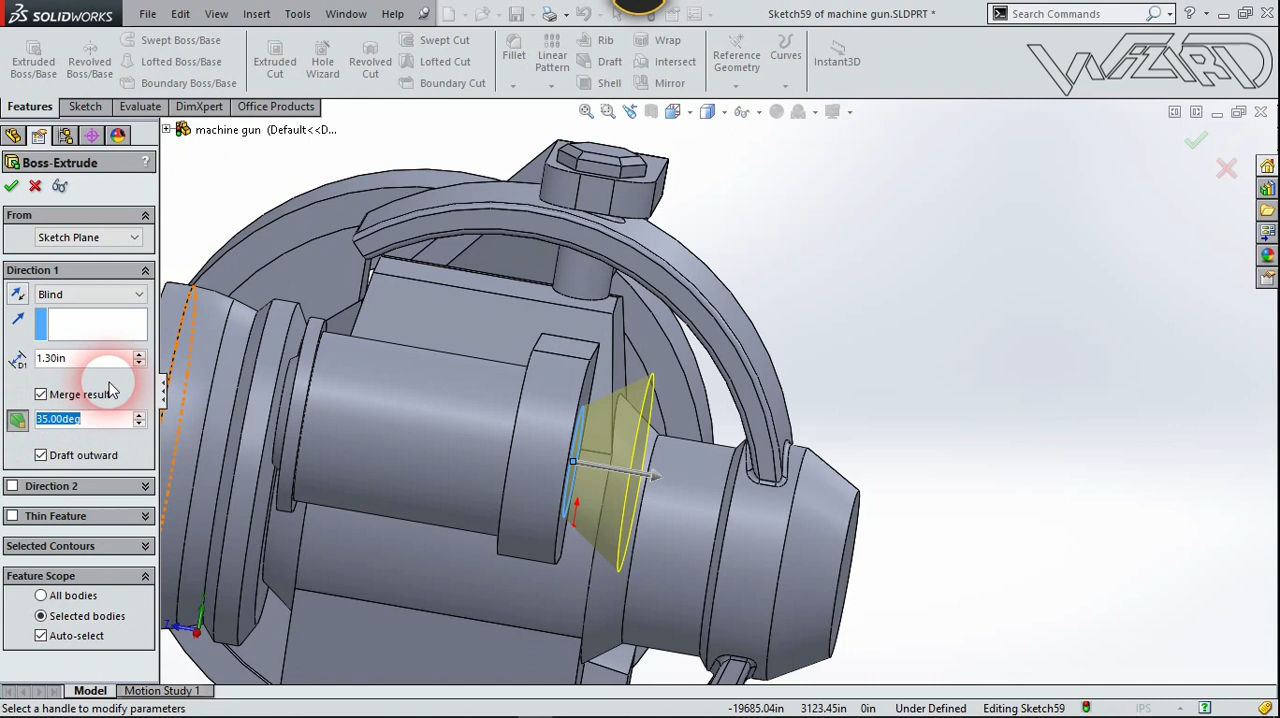 SOLIDWORKS File Edit View Insert Tools Window Help Sketch59 of machine gun.SLDPRT * Search Commands ?
Extruded Boss/Base Revolved Boss/Base Swept Boss/Base Lofted Boss/Base Boundary Boss/Base Extruded Cut Hole Wizard Revolved Cut Swept Cut Lofted Cut Boundary Cut Fillet Linear Pattern Rib Draft Shell Wrap Intersect Mirror Reference Geometry Curves Instant3D WIZARD
Features Sketch Evaluate DimXpert Office Products
machine gun (Default<<D...
Boss-Extrude ?
From
Sketch Plane
Direction 1
Blind
D1 1.30in
Merge result
35.00deg
Draft outward
Direction 2
Thin Feature
Selected Contours
Feature Scope
All bodies
Selected bodies
Auto-select
Z
Model Motion Study 1
Select a handle to modify parameters -19685.04in 3123.45in 0in Under Defined Editing Sketch59 IPS ?